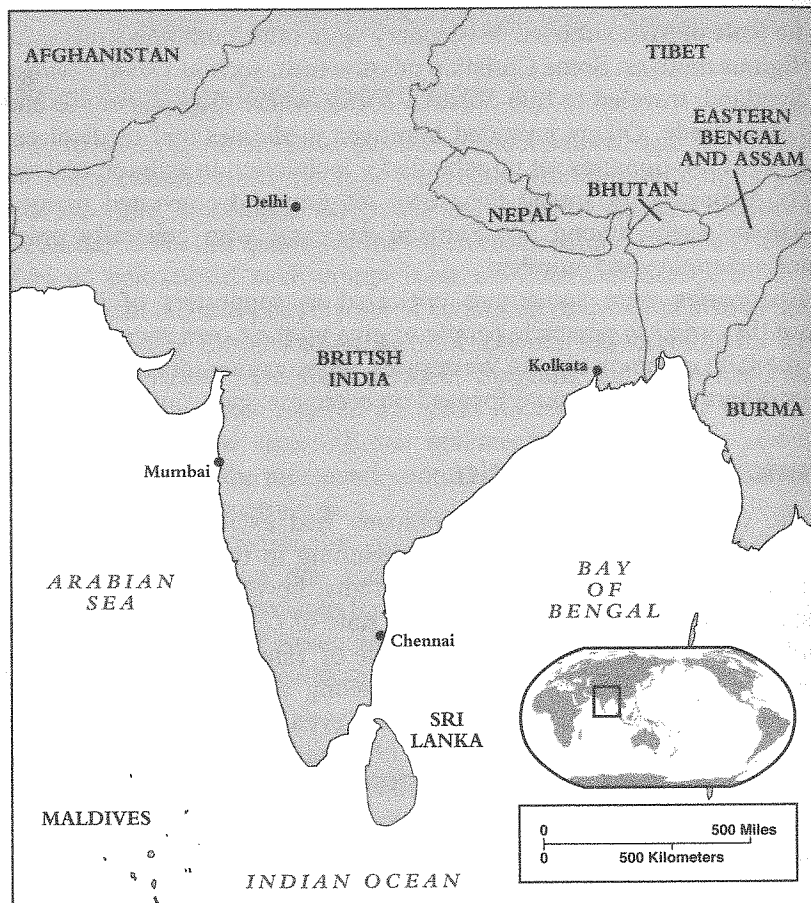 AFGHANISTAN
TIBET
EASTERN
BENGAL
AND ASSAM
BHUTAN
Delhi
NEPAL
BRITISH
INDIA
Kolkata
BURMA
Mumbai
ARABIAN
SEA
BAY
OF
BENGAL
Chennai
SRI
LANKA
MALDIVES
0 500 Miles
0 500 Kilometers
INDIAN OCEAN